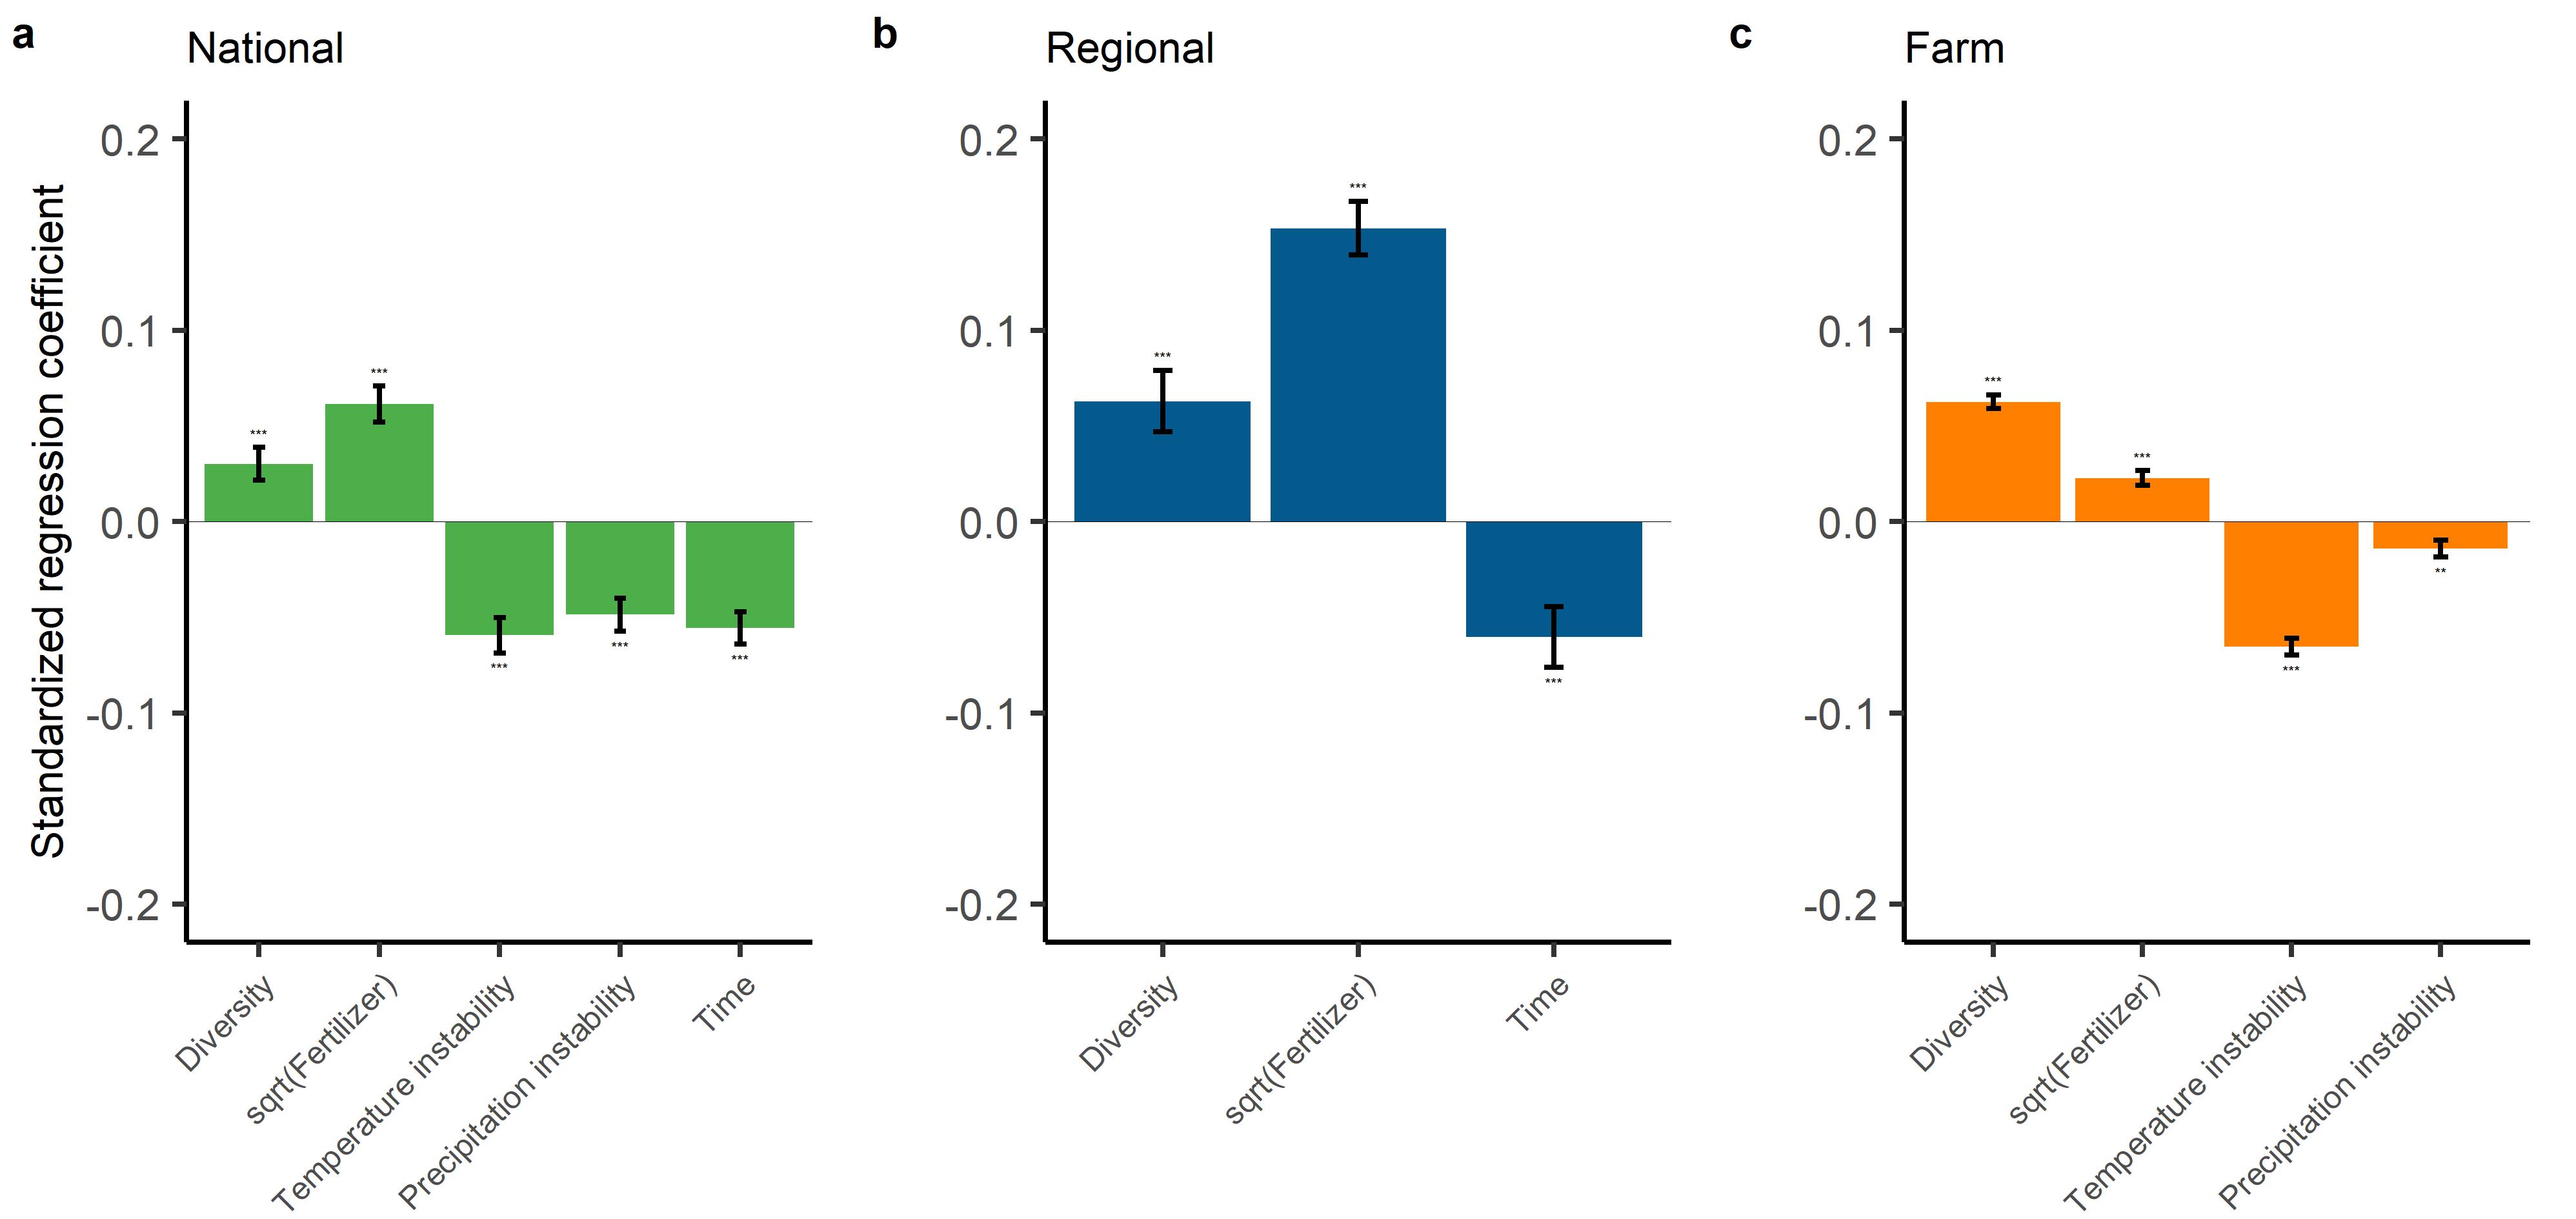 a National
b Regional
c Farm
Standardized regression coefficient
0.2
0.1
0.0
-0.1
-0.2
***
***
***
***
***
Diversity
sqrt(Fertilizer)
Temperature instability
Precipitation instability
Time
0.2
0.1
0.0
-0.1
-0.2
***
***
***
Diversity
sqrt(Fertilizer)
Time
0.2
0.1
0.0
-0.1
-0.2
***
***
***
**
Diversity
sqrt(Fertilizer)
Temperature instability
Precipitation instability